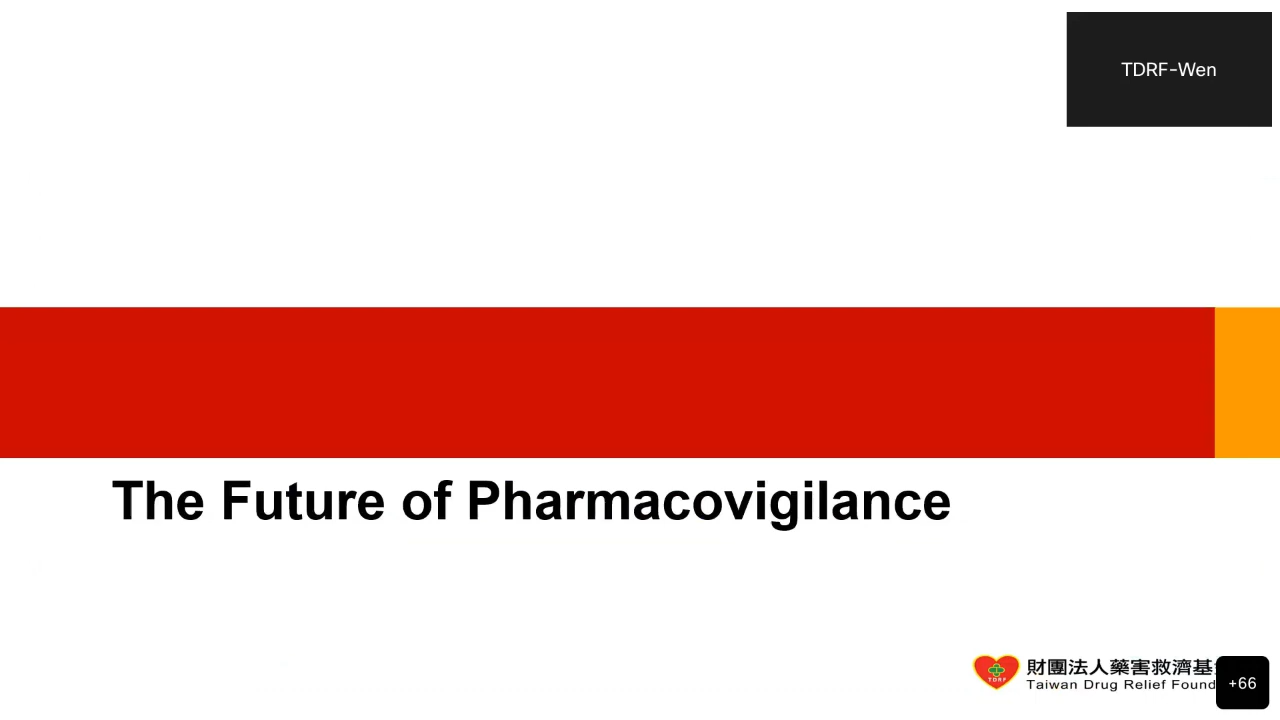 TDRF-Wen
The Future of Pharmacovigilance
TDRF
財團法人藥害救濟基
Taiwan Drug Relief Found
+66